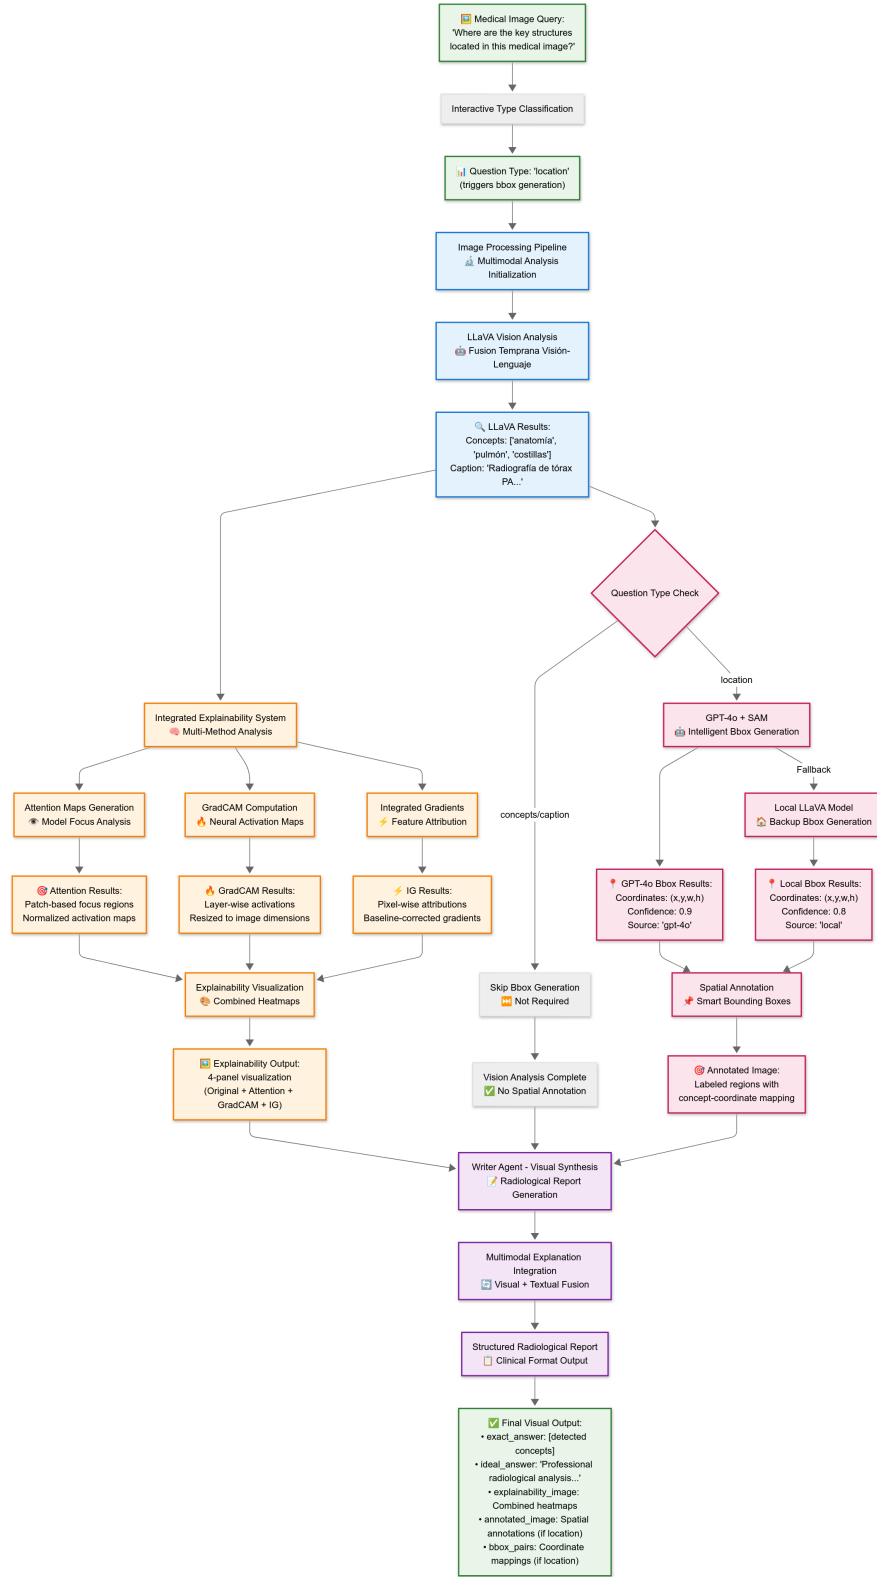 🖼️ Medical Image Query:
'Where are the key structures
located in this medical image?'
Interactive Type Classification
📊 Question Type: 'location'
(triggers bbox generation)
Image Processing Pipeline
🔬 Multimodal Analysis
Initialization
LLaVA Vision Analysis
🤖 Fusion Temprana Visión-
Lenguaje
🔍 LLaVA Results:
Concepts: ['anatomía',
'pulmón', 'costillas']
Caption: 'Radiografía de tórax
PA...'
Question Type Check
location
concepts/caption
Integrated Explainability System
🧠 Multi-Method Analysis
GPT-4o + SAM
🤖 Intelligent Bbox Generation
Fallback
Attention Maps Generation
👁️ Model Focus Analysis
GradCAM Computation
🔥 Neural Activation Maps
Integrated Gradients
⚡ Feature Attribution
Local LLaVA Model
🏠 Backup Bbox Generation
🎯 Attention Results:
Patch-based focus regions
Normalized activation maps
🔥 GradCAM Results:
Layer-wise activations
Resized to image dimensions
⚡ IG Results:
Pixel-wise attributions
Baseline-corrected gradients
📍 GPT-4o Bbox Results:
Coordinates: (x,y,w,h)
Confidence: 0.9
Source: 'gpt-4o'
📍 Local Bbox Results:
Coordinates: (x,y,w,h)
Confidence: 0.8
Source: 'local'
Explainability Visualization
🎨 Combined Heatmaps
Skip Bbox Generation
⏭️ Not Required
Spatial Annotation
📌 Smart Bounding Boxes
🖼️ Explainability Output:
4-panel visualization
(Original + Attention +
GradCAM + IG)
Vision Analysis Complete
✅ No Spatial Annotation
🎯 Annotated Image:
Labeled regions with
concept-coordinate mapping
Writer Agent - Visual Synthesis
📝 Radiological Report
Generation
Multimodal Explanation
Integration
🔄 Visual + Textual Fusion
Structured Radiological Report
📋 Clinical Format Output
✅ Final Visual Output:
• exact_answer: [detected
concepts]
• ideal_answer: 'Professional
radiological analysis...'
• explainability_image:
Combined heatmaps
• annotated_image: Spatial
annotations (if location)
• bbox_pairs: Coordinate
mappings (if location)